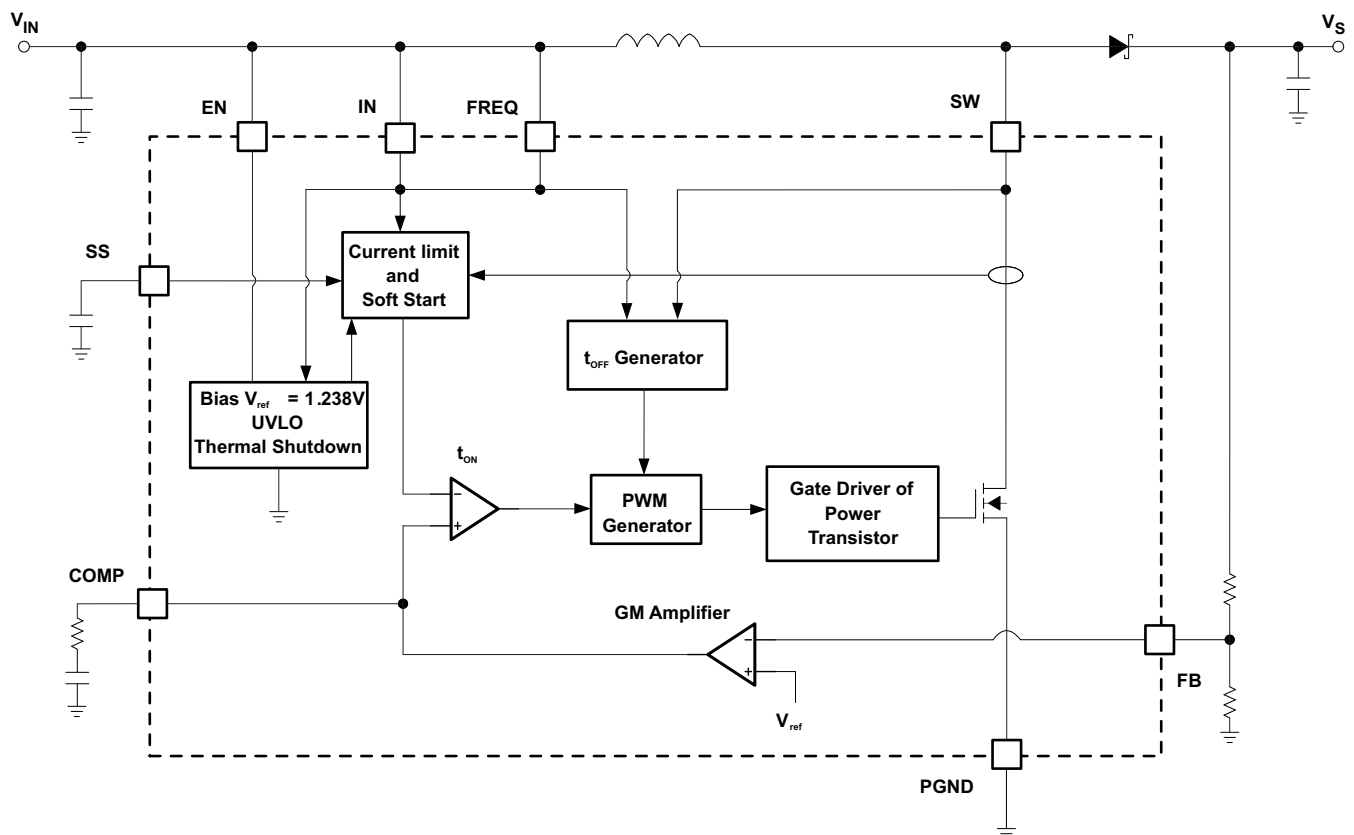 VIN
VS
EN
IN
FREQ
SW
SS
Current limit
and
Soft Start
tOFF Generator
Bias Vref = 1.238V
UVLO
Thermal Shutdown
tON
−
+
PWM
Generator
Gate Driver of
Power
Transistor
COMP
GM Amplifier
−
+
Vref
FB
PGND